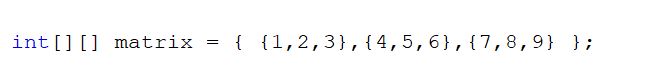 int[][] matrix = { {1,2,3},{4,5,6},{7,8,9} };